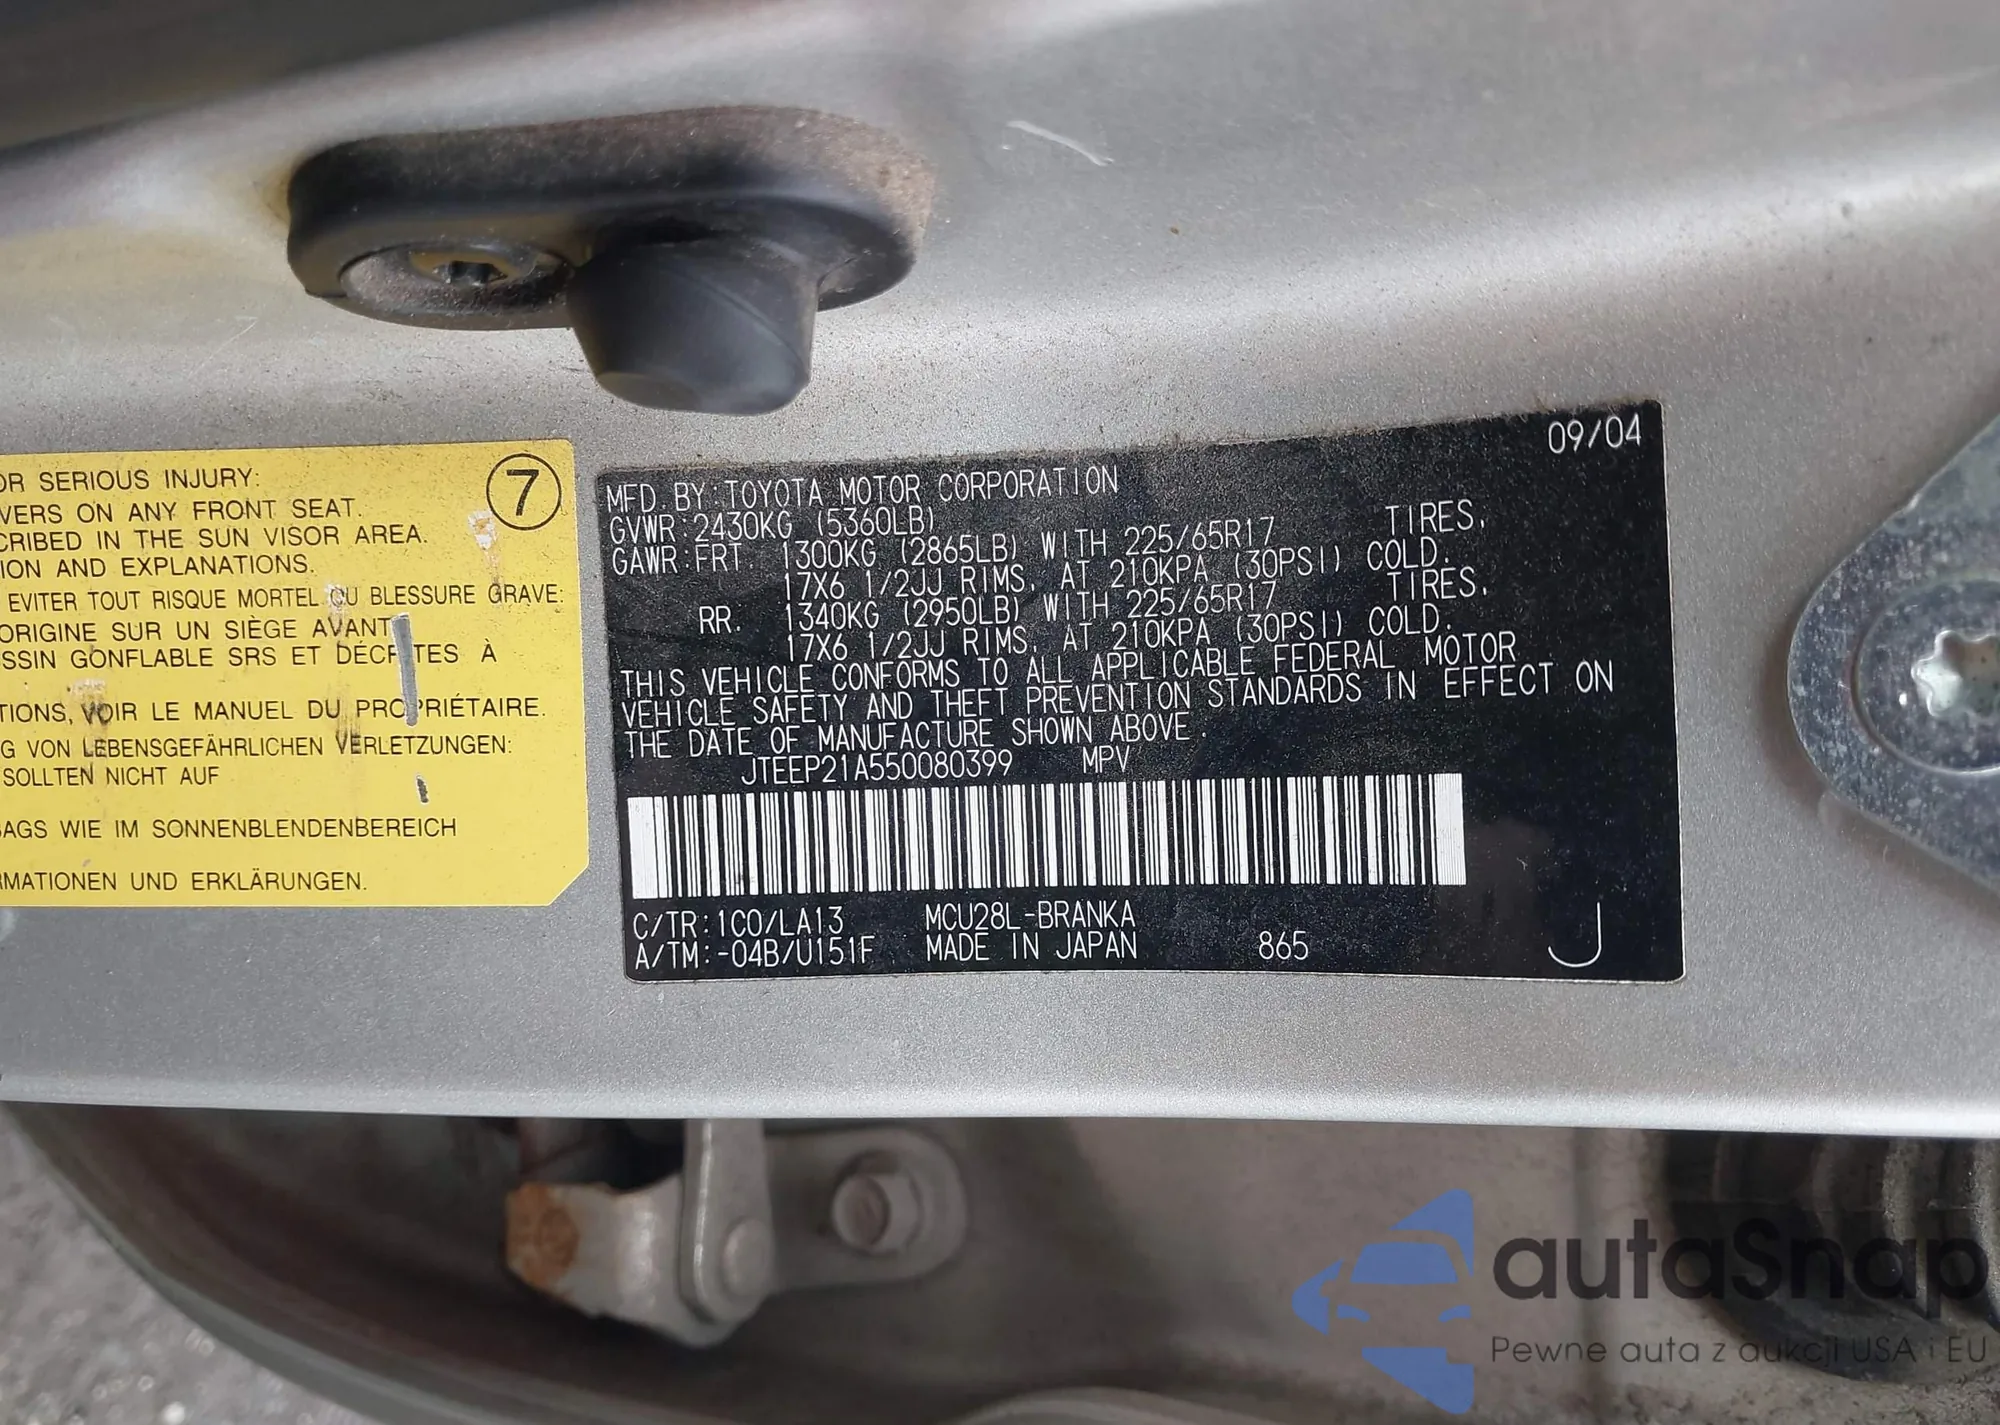 OR SERIOUS INJURY:
VERS ON ANY FRONT SEAT.
CRIBED IN THE SUN VISOR AREA.
ION AND EXPLANATIONS.
EVITER TOUT RISQUE MORTEL OU BLESSURE GRAVE:
ORIGINE SUR UN SIÈGE AVANT
SSIN GONFLABLE SRS ET DÉCRITES À
TIONS, VOIR LE MANUEL DU PROPRIÉTAIRE.
G VON LEBENSGEFÄHRLICHEN VERLETZUNGEN:
SOLLTEN NICHT AUF
BAGS WIE IM SONNENBLENDENBEREICH
RMATIONEN UND ERKLÄRUNGEN.
7
09/04
MFD. BY:TOYOTA MOTOR CORPORATION
GVWR:2430KG (5360LB)
GAWR:FRT. 1300KG (2865LB) WITH 225/65R17 TIRES,
17X6 1/2JJ RIMS, AT 210KPA (30PSI) COLD.
RR. 1340KG (2950LB) WITH 225/65R17 TIRES,
17X6 1/2JJ RIMS, AT 210KPA (30PSI) COLD.
THIS VEHICLE CONFORMS TO ALL APPLICABLE FEDERAL MOTOR
VEHICLE SAFETY AND THEFT PREVENTION STANDARDS IN EFFECT ON
THE DATE OF MANUFACTURE SHOWN ABOVE.
JTEEP21A550080399 MPV
C/TR:1C0/LA13 MCU28L-BRANKA
A/TM:-04B/U151F MADE IN JAPAN 865 J
autaSnap
Pewne auta z aukcji USA i EU